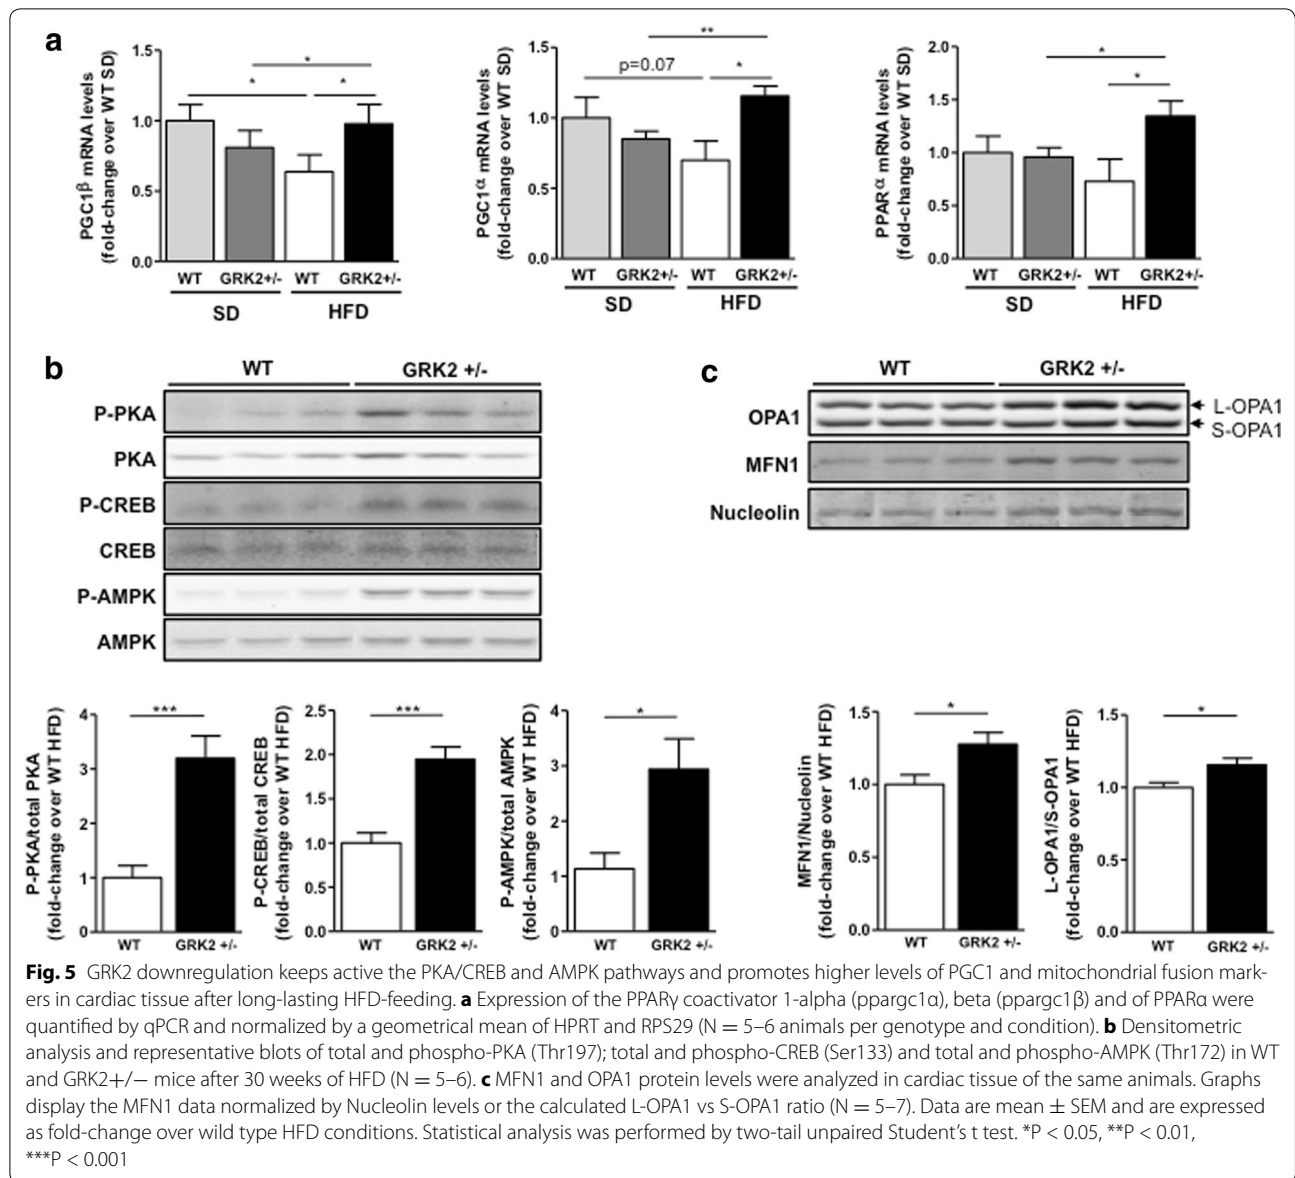 a
PGC1β mRNA levels
(fold-change over WT SD)
1.5
1.0
0.5
0.0
*
*
*
WT GRK2+/- WT GRK2+/-
SD HFD
PGC1α mRNA levels
(fold-change over WT SD)
1.5
1.0
0.5
0.0
**
p=0.07
*
WT GRK2+/- WT GRK2+/-
SD HFD
PPARα mRNA levels
(fold-change over WT SD)
2.0
1.5
1.0
0.5
0.0
*
*
WT GRK2+/- WT GRK2+/-
SD HFD
b
WT GRK2 +/-
P-PKA
PKA
P-CREB
CREB
P-AMPK
AMPK
P-PKA/total PKA
(fold-change over WT HFD)
4
3
2
1
0
***
WT GRK2 +/-
P-CREB/total CREB
(fold-change over WT HFD)
2.5
2.0
1.5
1.0
0.5
0.0
***
WT GRK2 +/-
P-AMPK/total AMPK
(fold-change over WT HFD)
4
3
2
1
0
*
WT GRK2 +/-
c
WT GRK2 +/-
OPA1
L-OPA1
S-OPA1
MFN1
Nucleolin
MFN1/Nucleolin
(fold-change over WT HFD)
1.5
1.0
0.5
0.0
*
WT GRK2 +/-
L-OPA1/S-OPA1
(fold-change over WT HFD)
1.5
1.0
0.5
0.0
*
WT GRK2 +/-
Fig. 5 GRK2 downregulation keeps active the PKA/CREB and AMPK pathways and promotes higher levels of PGC1 and mitochondrial fusion mark-
ers in cardiac tissue after long-lasting HFD-feeding. a Expression of the PPARγ coactivator 1-alpha (ppargc1α), beta (ppargc1β) and of PPARα were
quantified by qPCR and normalized by a geometrical mean of HPRT and RPS29 (N = 5–6 animals per genotype and condition). b Densitometric
analysis and representative blots of total and phospho-PKA (Thr197); total and phospho-CREB (Ser133) and total and phospho-AMPK (Thr172) in WT
and GRK2+/− mice after 30 weeks of HFD (N = 5–6). c MFN1 and OPA1 protein levels were analyzed in cardiac tissue of the same animals. Graphs
display the MFN1 data normalized by Nucleolin levels or the calculated L-OPA1 vs S-OPA1 ratio (N = 5–7). Data are mean ± SEM and are expressed
as fold-change over wild type HFD conditions. Statistical analysis was performed by two-tail unpaired Student's t test. *P < 0.05, **P < 0.01,
***P < 0.001